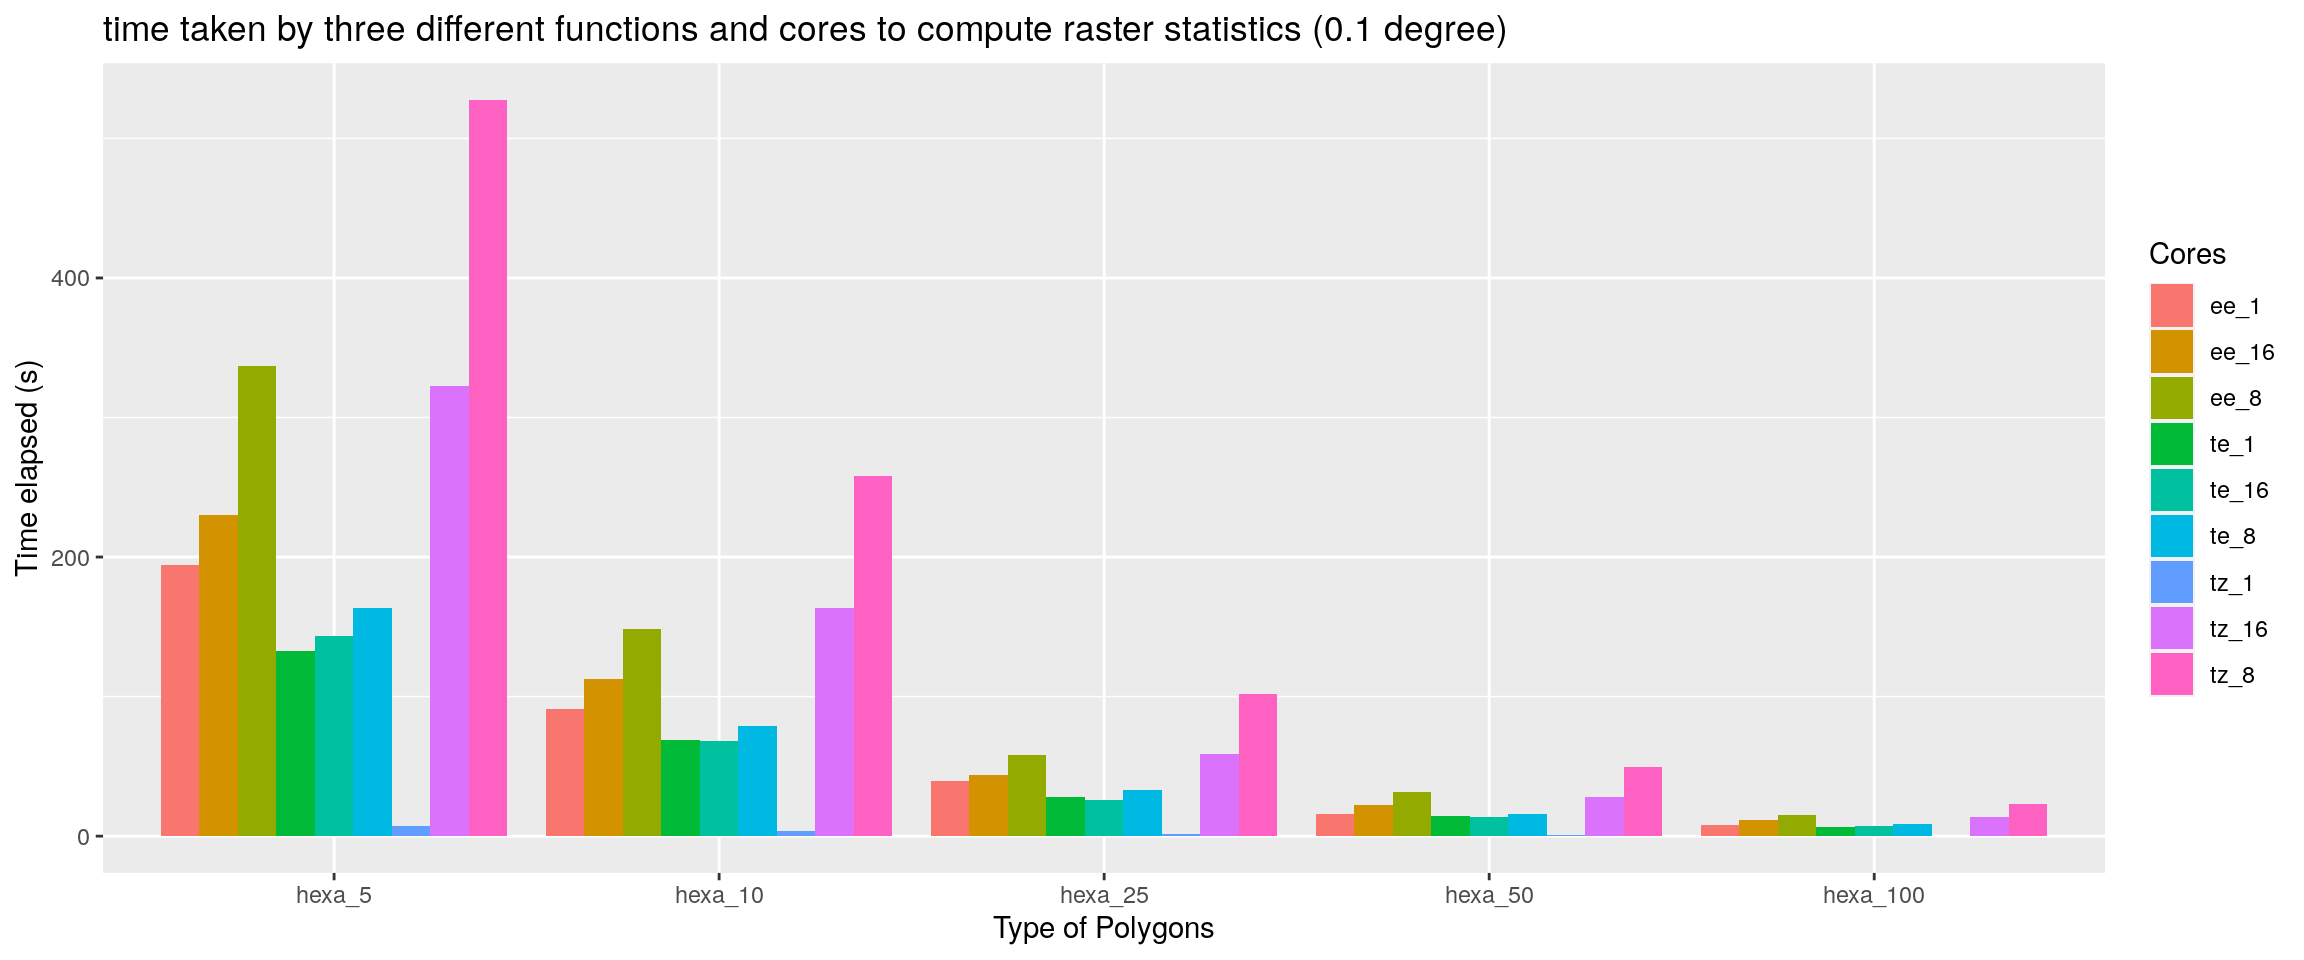 time taken by three different functions and cores to compute raster statistics (0.1 degree)
Time elapsed (s)
400
200
0
hexa_5
hexa_10
hexa_25
hexa_50
hexa_100
Type of Polygons
Cores
ee_1
ee_16
ee_8
te_1
te_16
te_8
tz_1
tz_16
tz_8